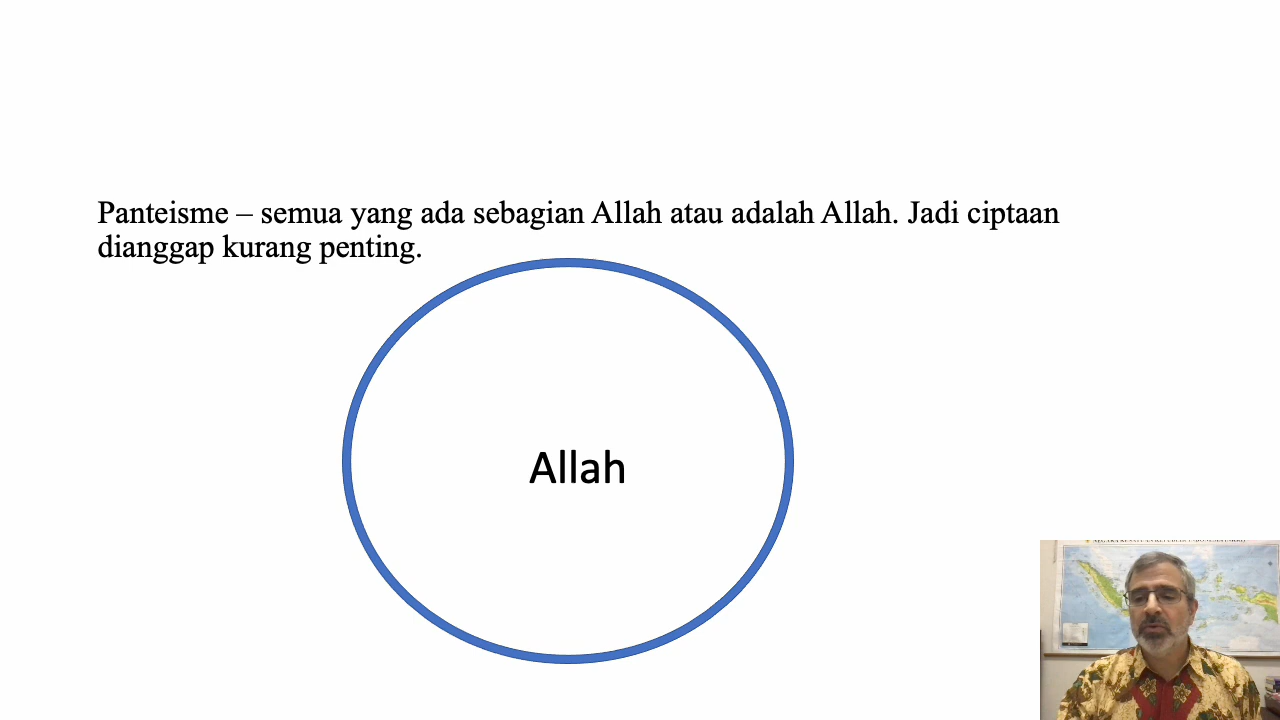 Panteisme – semua yang ada sebagian Allah atau adalah Allah. Jadi ciptaan
dianggap kurang penting.
Allah